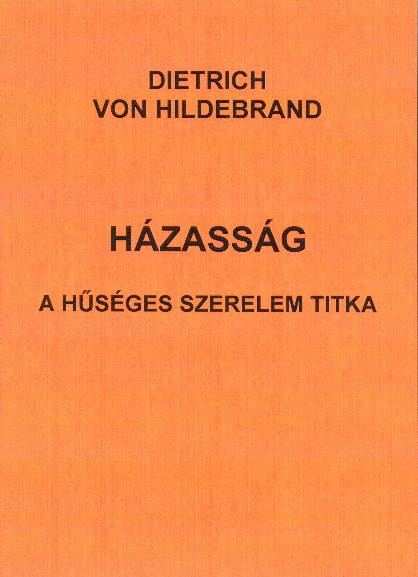 DIETRICH
VON HILDEBRAND
HÁZASSÁG
A HŰSÉGES SZERELEM TITKA